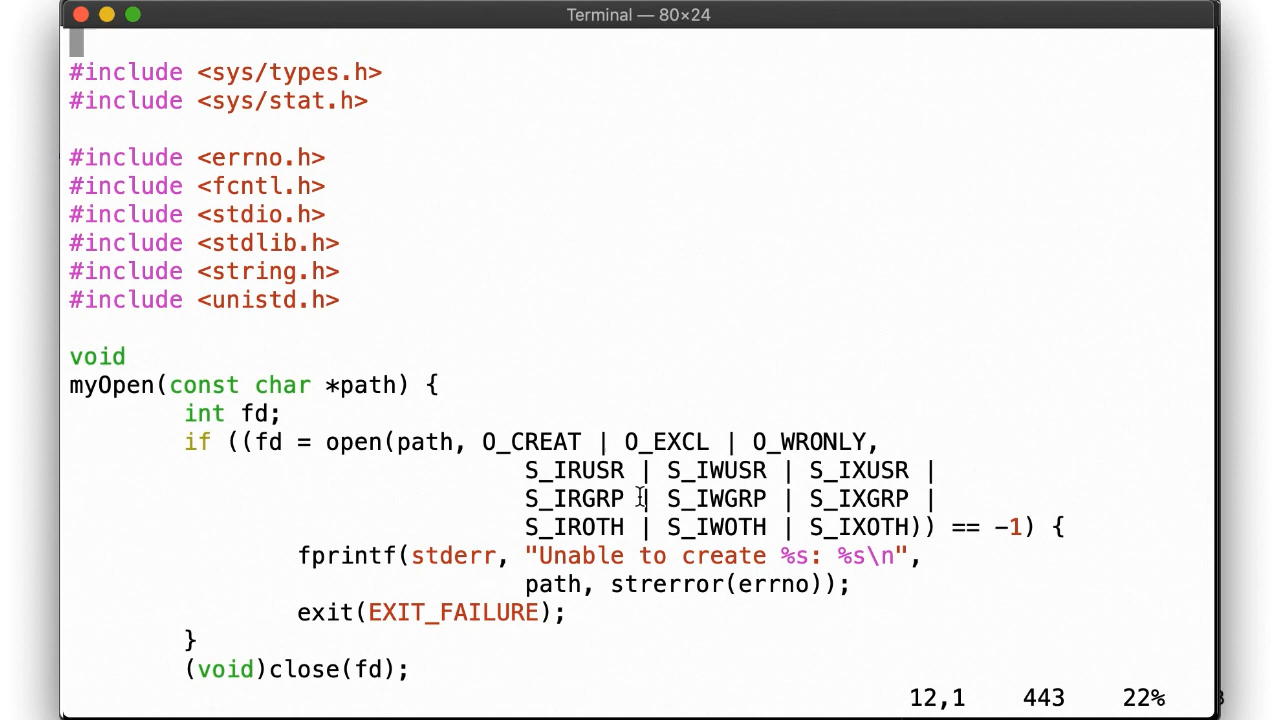 Terminal — 80×24
#include <sys/types.h>
#include <sys/stat.h>
#include <errno.h>
#include <fcntl.h>
#include <stdio.h>
#include <stdlib.h>
#include <string.h>
#include <unistd.h>
void
myOpen(const char *path) {
int fd;
if ((fd = open(path, O_CREAT | O_EXCL | O_WRONLY,
S_IRUSR | S_IWUSR | S_IXUSR |
S_IRGRP | S_IWGRP | S_IXGRP |
S_IROTH | S_IWOTH | S_IXOTH)) == -1) {
fprintf(stderr, "Unable to create %s: %s\n",
path, strerror(errno));
exit(EXIT_FAILURE);
}
(void)close(fd);
12,1 443 22%